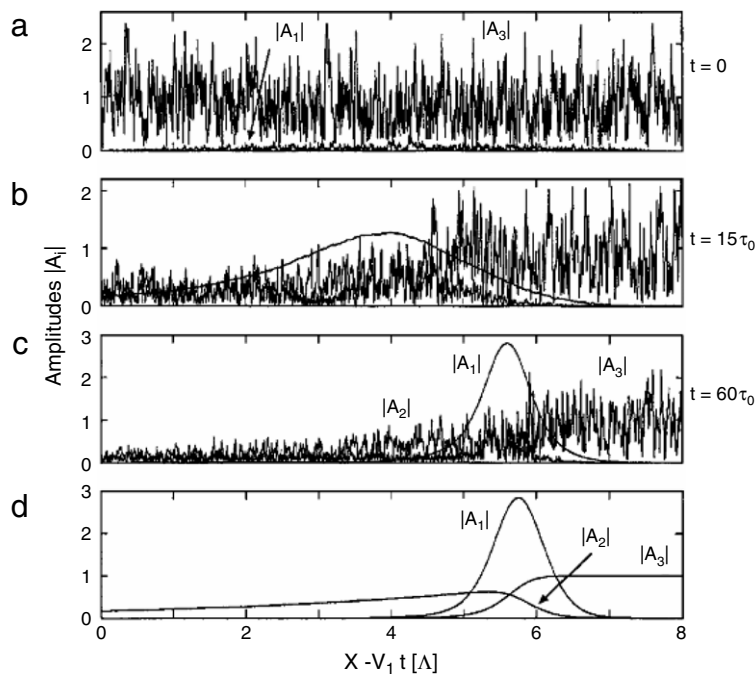 a
|A₁|
|A₃|
t = 0
2
1
0
b
2
1
0
t = 15τ₀
Amplitudes |Aᵢ|
c
3
2
1
0
|A₁|
|A₂|
|A₃|
t = 60τ₀
d
3
2
1
0
|A₁|
|A₂|
|A₃|
0 2 4 6 8
X -V₁ t [Λ]